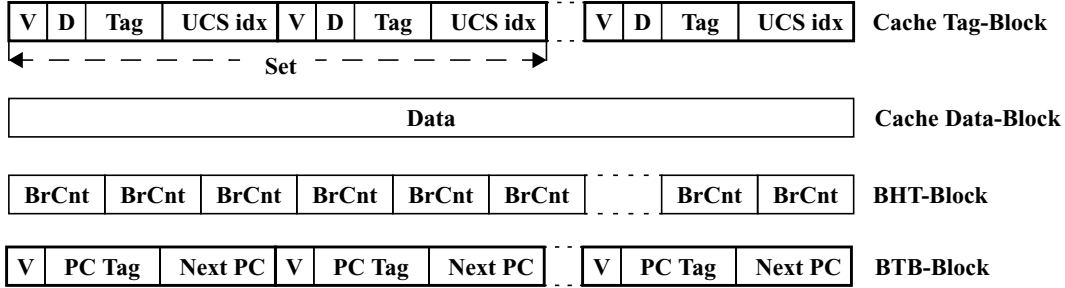 V D Tag UCS idx V D Tag UCS idx V D Tag UCS idx Cache Tag-Block
Set
Data Cache Data-Block
BrCnt BrCnt BrCnt BrCnt BrCnt BrCnt BrCnt BrCnt BHT-Block
V PC Tag Next PC V PC Tag Next PC V PC Tag Next PC BTB-Block